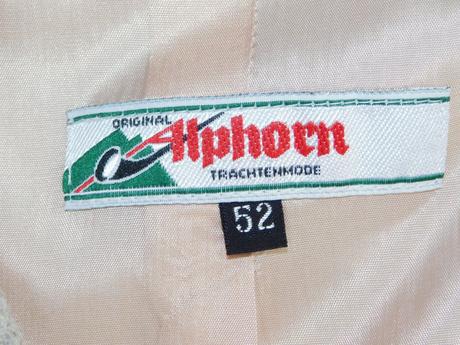 ORIGINAL
Alphorn
TRACHTENMODE
52